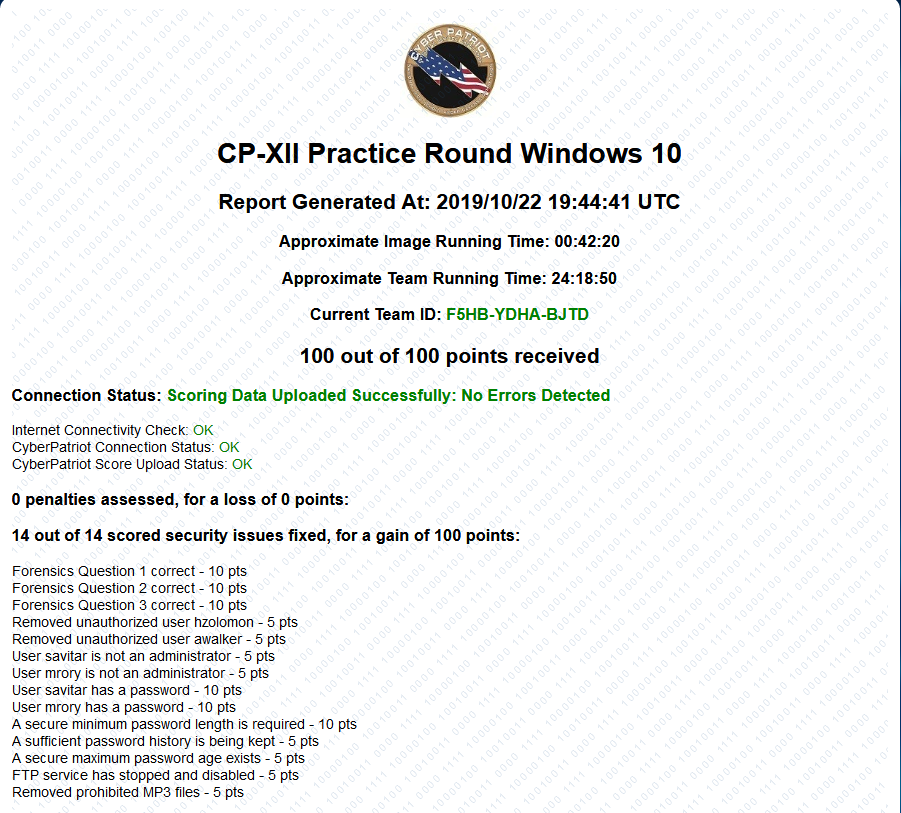 CYBER PATRIOT
CP-XII Practice Round Windows 10
Report Generated At: 2019/10/22 19:44:41 UTC
Approximate Image Running Time: 00:42:20
Approximate Team Running Time: 24:18:50
Current Team ID: F5HB-YDHA-BJTD
100 out of 100 points received
Connection Status: Scoring Data Uploaded Successfully: No Errors Detected
Internet Connectivity Check: OK
CyberPatriot Connection Status: OK
CyberPatriot Score Upload Status: OK
0 penalties assessed, for a loss of 0 points:
14 out of 14 scored security issues fixed, for a gain of 100 points:
Forensics Question 1 correct - 10 pts
Forensics Question 2 correct - 10 pts
Forensics Question 3 correct - 10 pts
Removed unauthorized user hzolomon - 5 pts
Removed unauthorized user awalker - 5 pts
User savitar is not an administrator - 5 pts
User mrory is not an administrator - 5 pts
User savitar has a password - 10 pts
User mrory has a password - 10 pts
A secure minimum password length is required - 10 pts
A sufficient password history is being kept - 5 pts
A secure maximum password age exists - 5 pts
FTP service has stopped and disabled - 5 pts
Removed prohibited MP3 files - 5 pts